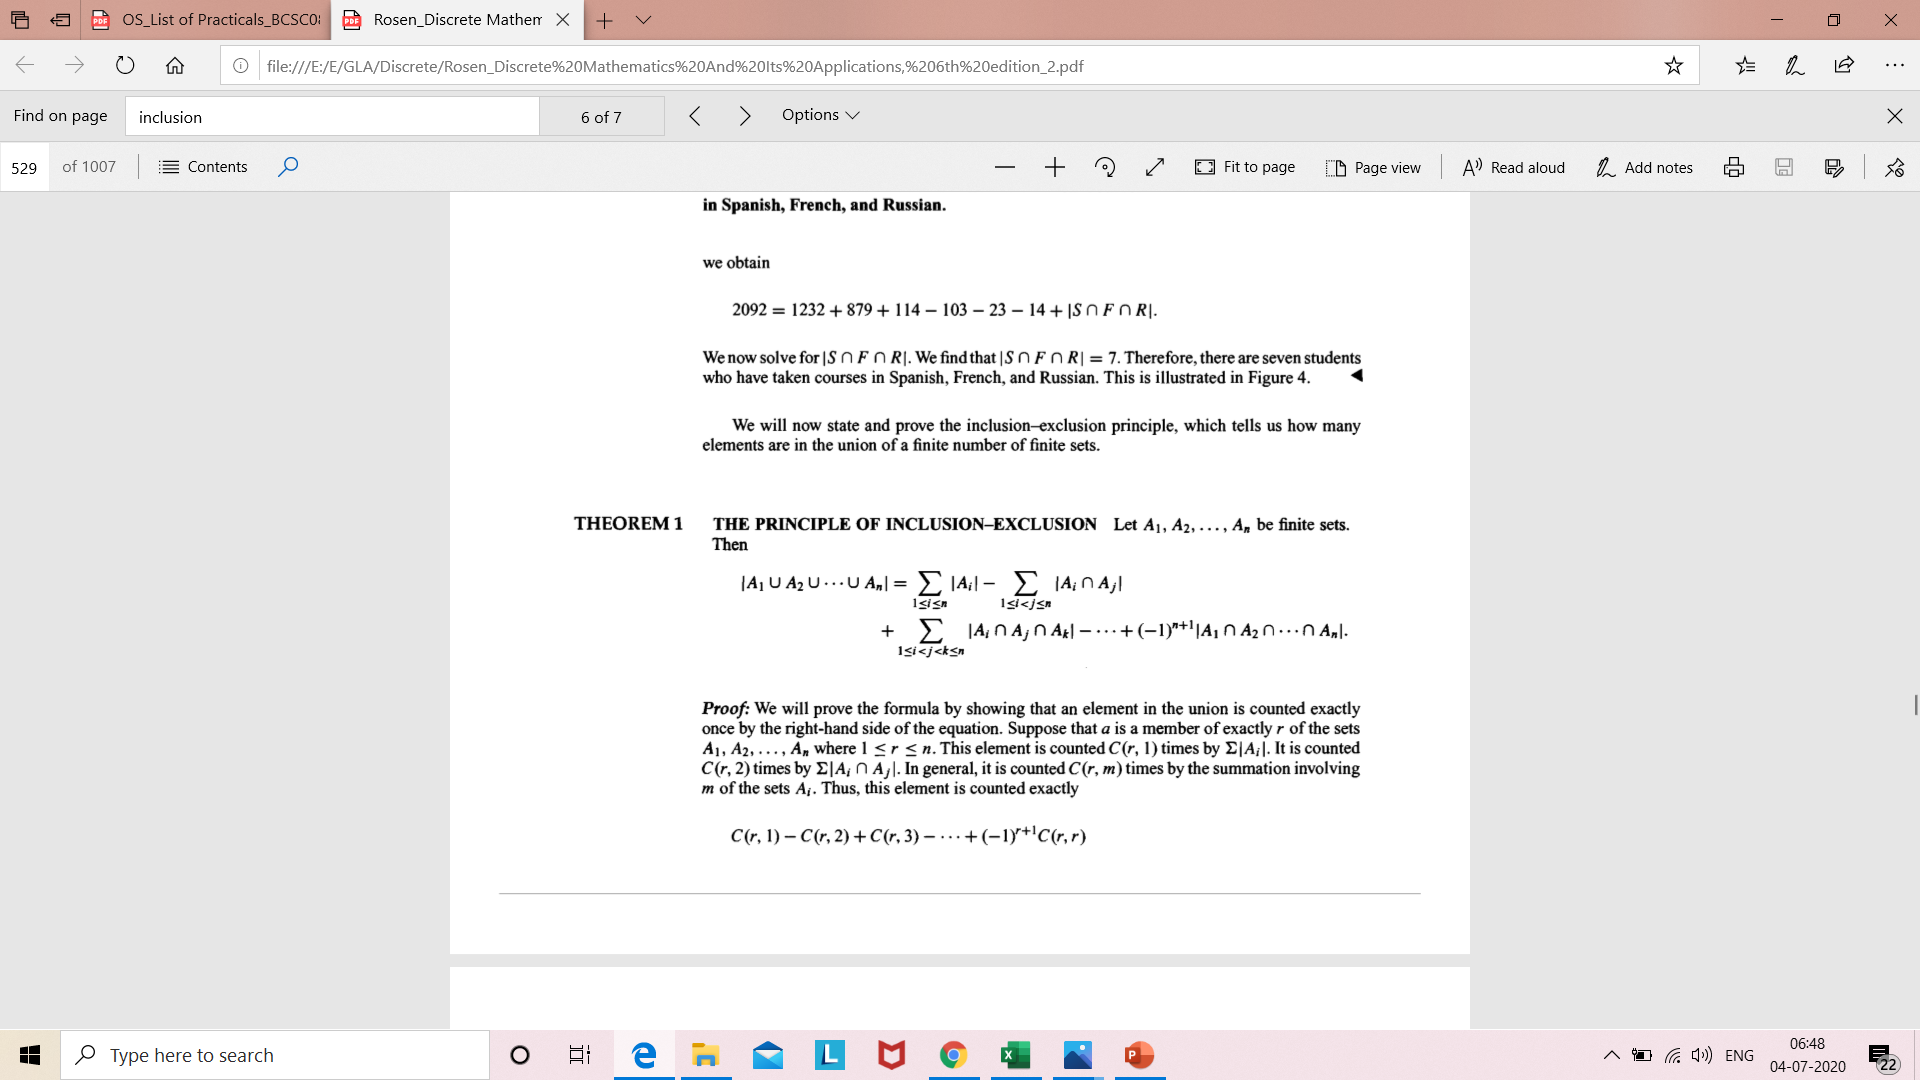 OS_List of Practicals_BCSC08
Rosen_Discrete Mathem
file:///E:/E/GLA/Discrete/Rosen_Discrete%20Mathematics%20And%20Its%20Applications,%206th%20edition_2.pdf
Find on page
inclusion
6 of 7
Options
529 of 1007
Contents
Fit to page
Page view
Read aloud
Add notes
in Spanish, French, and Russian.
we obtain
2092 = 1232 + 879 + 114 − 103 − 23 − 14 + |S ∩ F ∩ R|.
We now solve for |S ∩ F ∩ R|. We find that |S ∩ F ∩ R| = 7. Therefore, there are seven students
who have taken courses in Spanish, French, and Russian. This is illustrated in Figure 4. ◀
We will now state and prove the inclusion–exclusion principle, which tells us how many
elements are in the union of a finite number of finite sets.
THEOREM 1 THE PRINCIPLE OF INCLUSION–EXCLUSION Let A₁, A₂, . . . , Aₙ be finite sets.
Then
|A₁ ∪ A₂ ∪ · · · ∪ Aₙ| = ∑ |Aᵢ| − ∑ |Aᵢ ∩ Aⱼ|
1≤i≤n 1≤i<j≤n
+ ∑ |Aᵢ ∩ Aⱼ ∩ Aₖ| − · · · + (−1)ⁿ⁺¹|A₁ ∩ A₂ ∩ · · · ∩ Aₙ|.
1≤i<j<k≤n
Proof: We will prove the formula by showing that an element in the union is counted exactly
once by the right-hand side of the equation. Suppose that a is a member of exactly r of the sets
A₁, A₂, . . . , Aₙ where 1 ≤ r ≤ n. This element is counted C(r, 1) times by Σ|Aᵢ|. It is counted
C(r, 2) times by Σ|Aᵢ ∩ Aⱼ|. In general, it is counted C(r, m) times by the summation involving
m of the sets Aᵢ. Thus, this element is counted exactly
C(r, 1) − C(r, 2) + C(r, 3) − · · · + (−1)ʳ⁺¹C(r, r)
Type here to search
ENG
06:48
04-07-2020
22